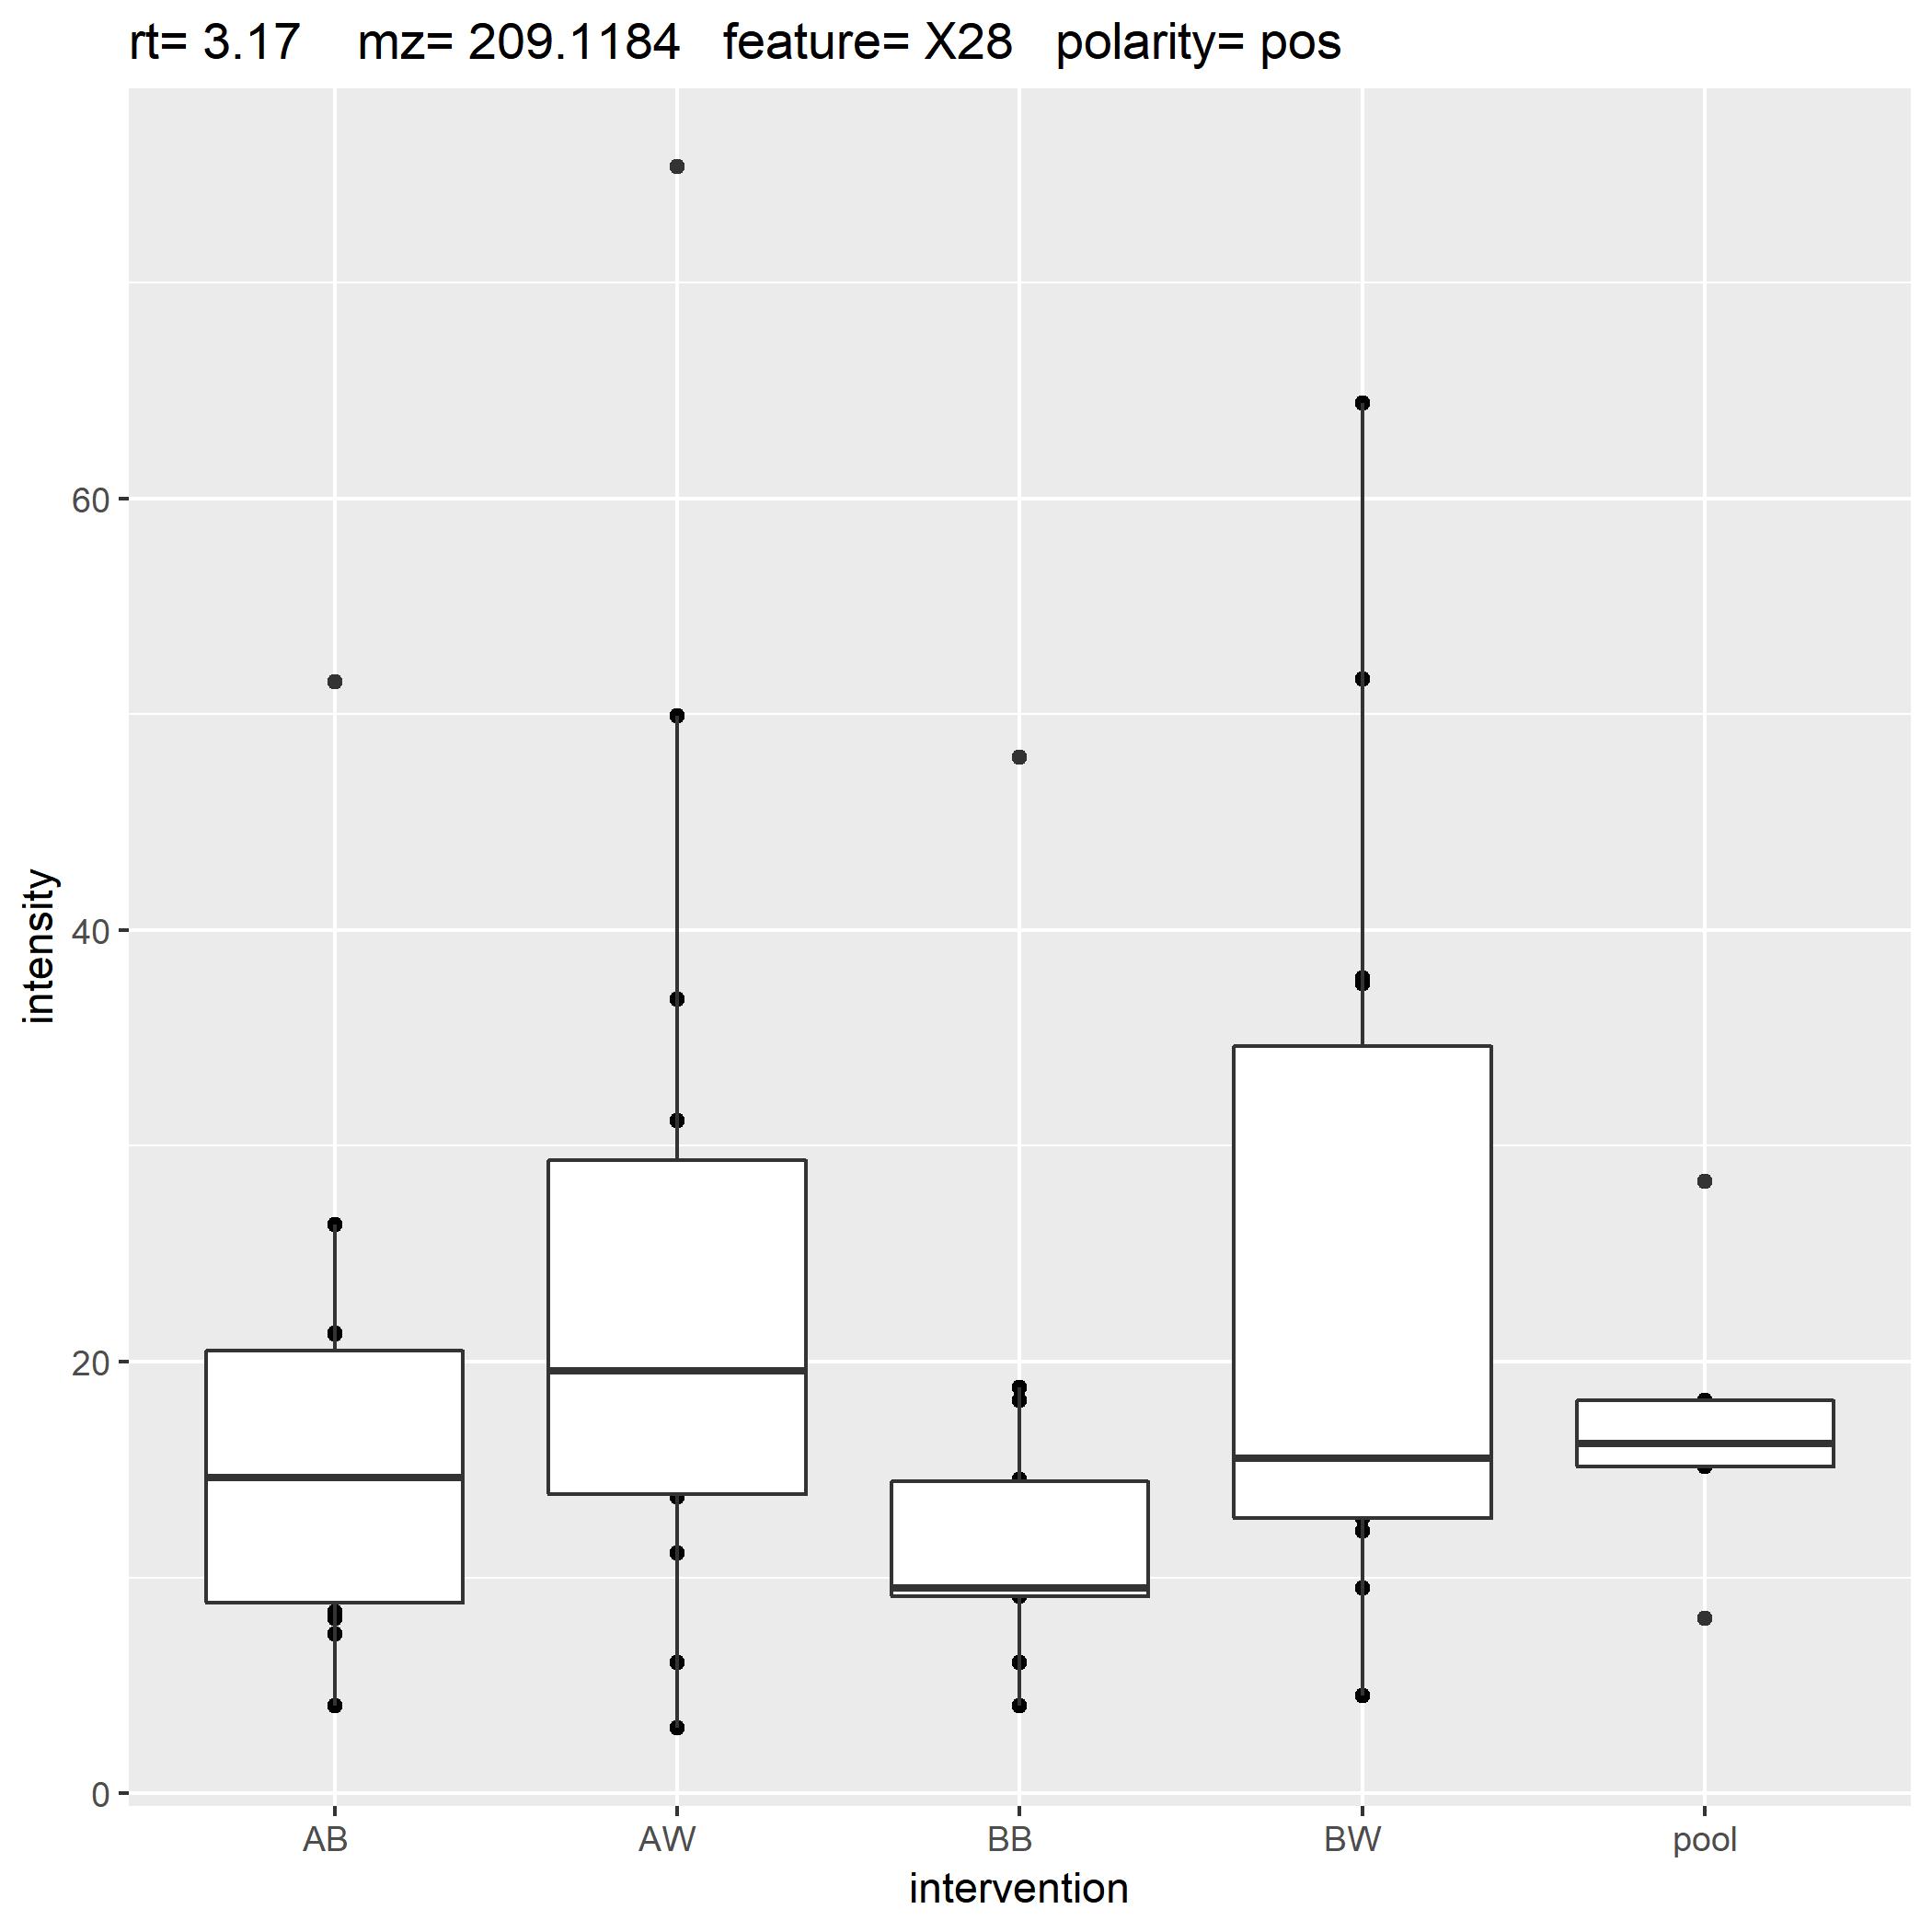 rt= 3.17 mz= 209.1184 feature= X28 polarity= pos
intensity
60
40
20
0
AB AW BB BW pool
intervention